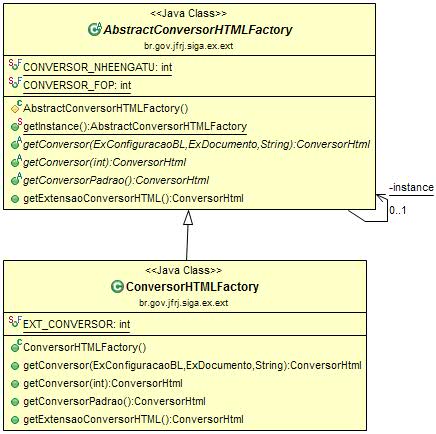 <<Java Class>>
AbstractConversorHTMLFactory
br.gov.jfrj.siga.ex.ext
CONVERSOR_NHEENGATU: int
CONVERSOR_FOP: int
AbstractConversorHTMLFactory()
getInstance():AbstractConversorHTMLFactory
getConversor(ExConfiguracaoBL,ExDocumento,String):ConversorHtml
getConversor(int):ConversorHtml
getConversorPadrao():ConversorHtml
getExtensaoConversorHTML():ConversorHtml
-instance
0..1
<<Java Class>>
ConversorHTMLFactory
br.gov.jfrj.siga.ex.ext
EXT_CONVERSOR: int
ConversorHTMLFactory()
getConversor(ExConfiguracaoBL,ExDocumento,String):ConversorHtml
getConversor(int):ConversorHtml
getConversorPadrao():ConversorHtml
getExtensaoConversorHTML():ConversorHtml